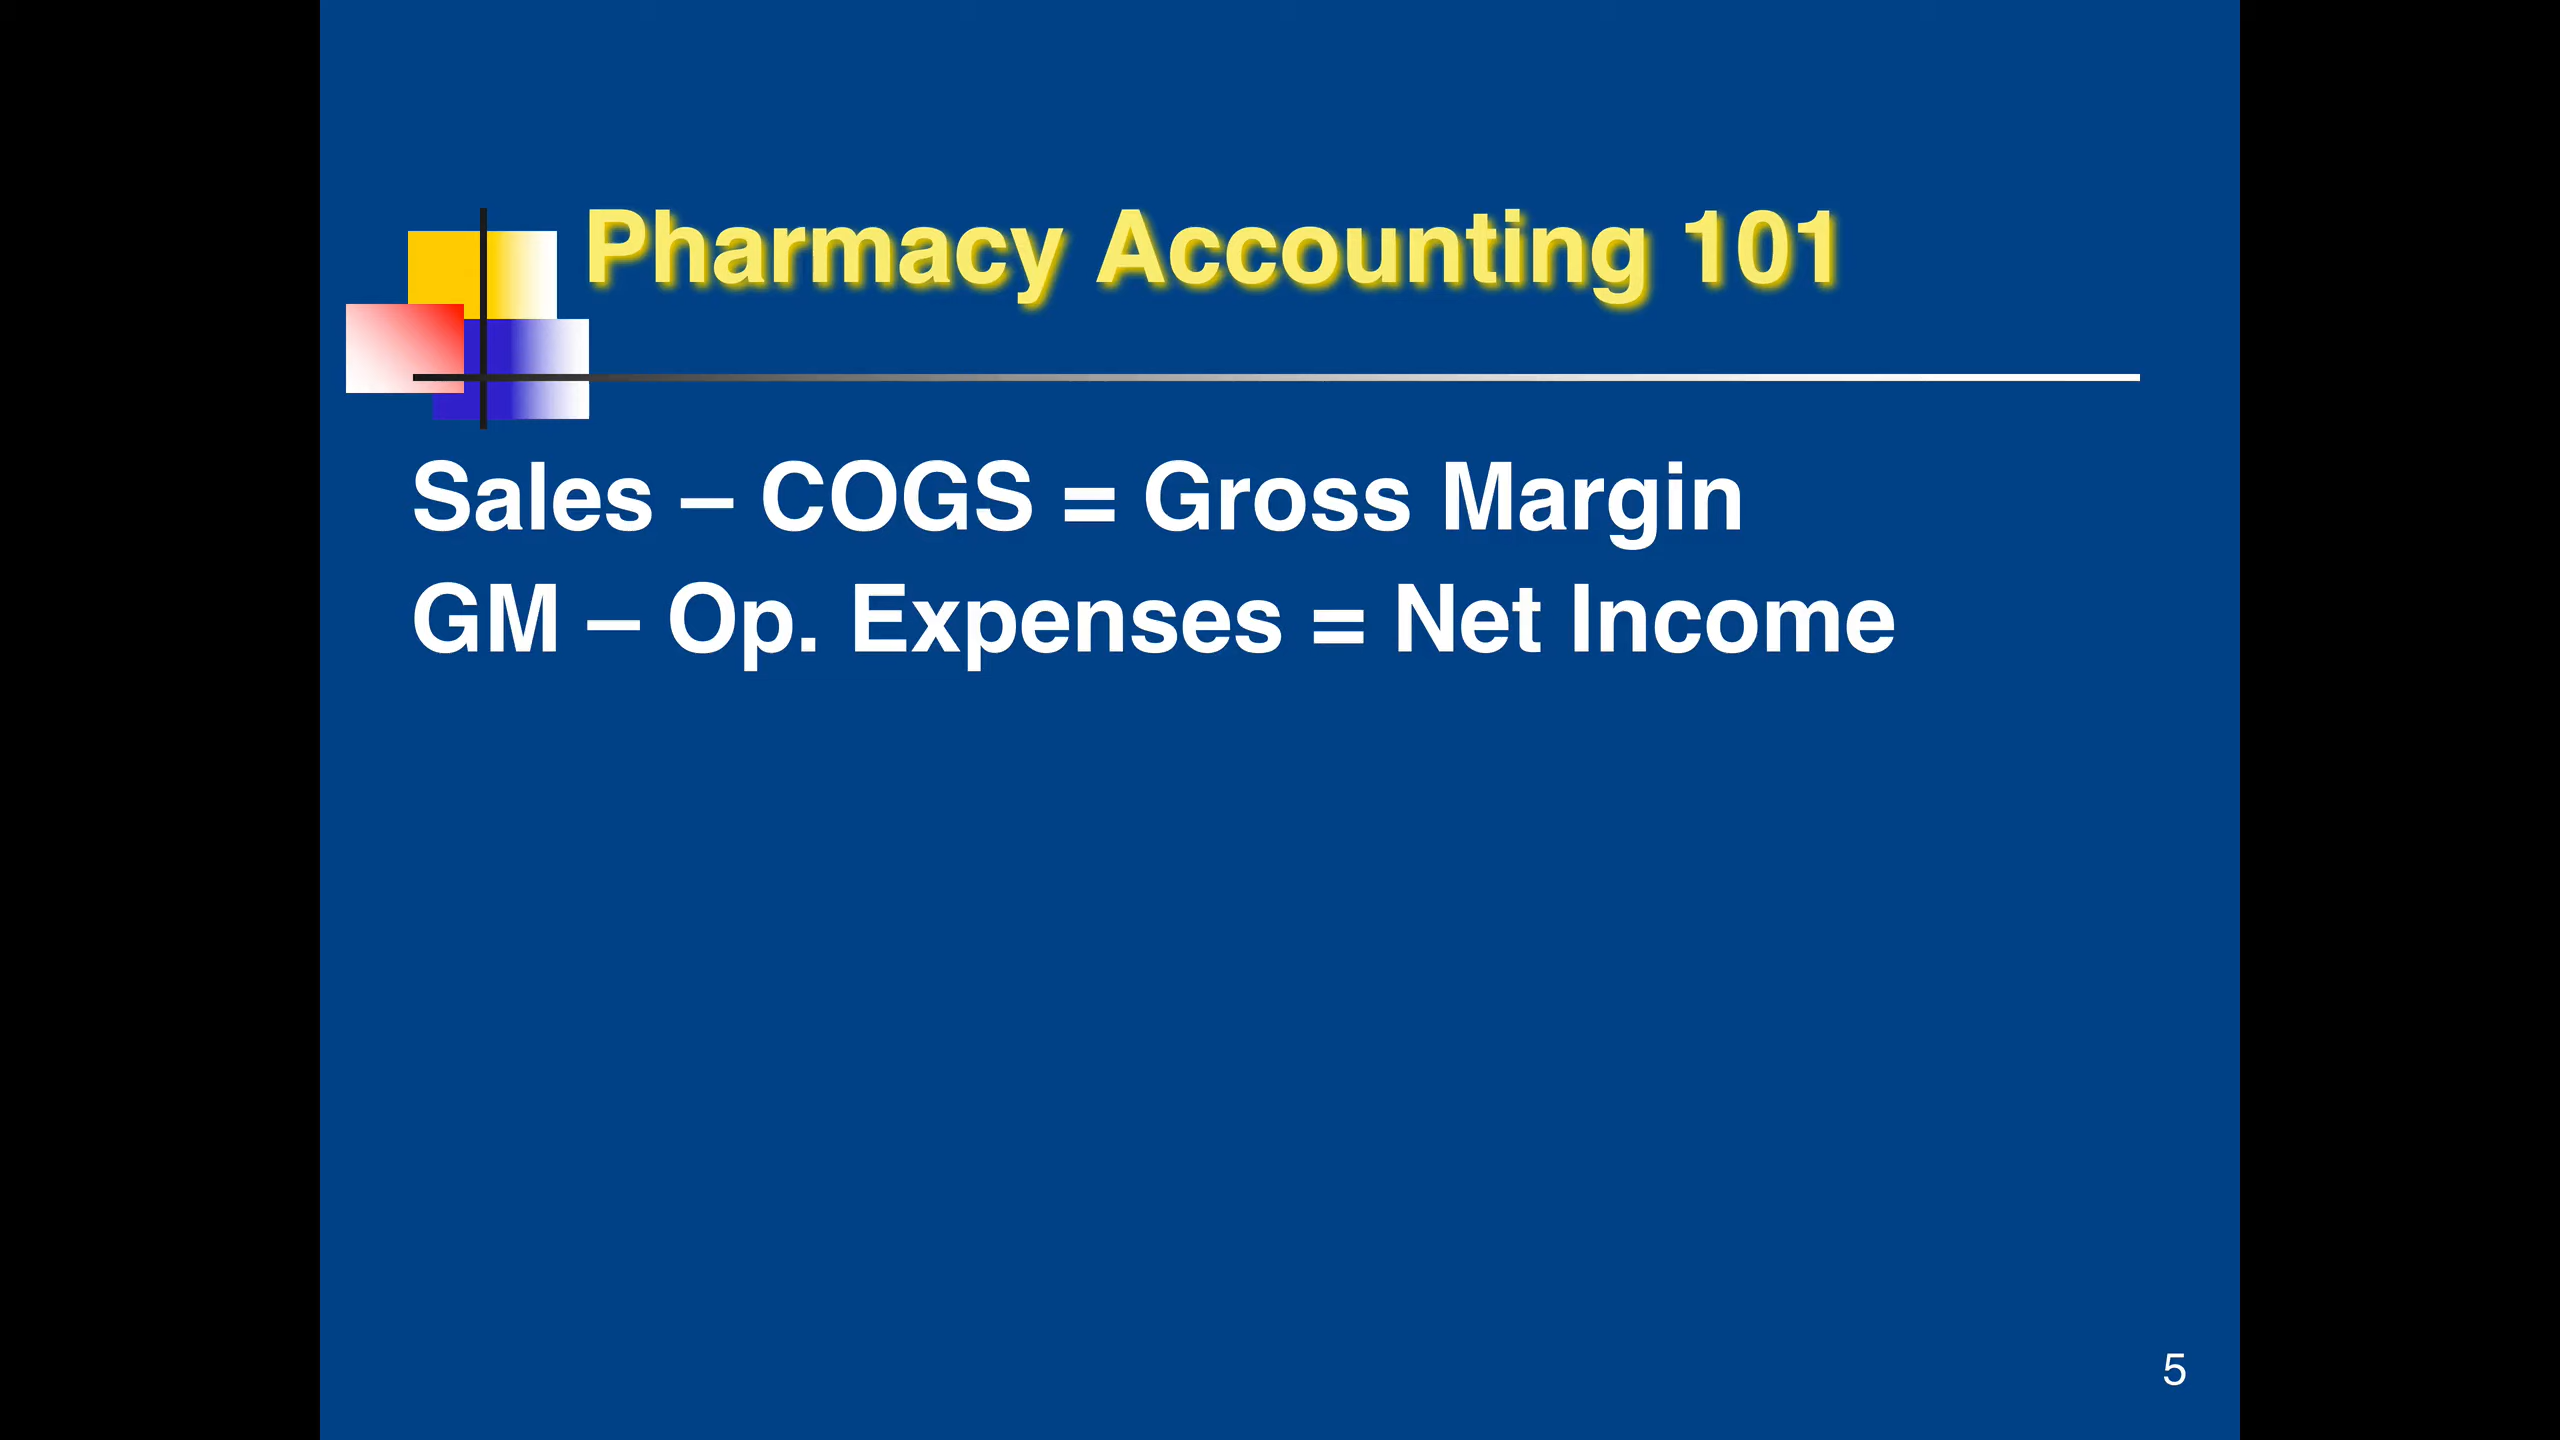 Pharmacy Accounting 101
Sales – COGS = Gross Margin
GM – Op. Expenses = Net Income
5